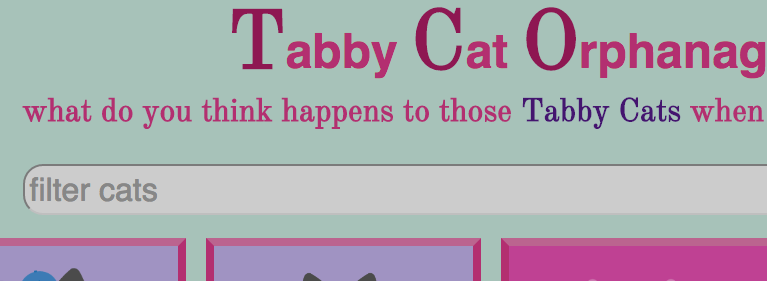 Tabby Cat Orphanag
what do you think happens to those Tabby Cats when
filter cats